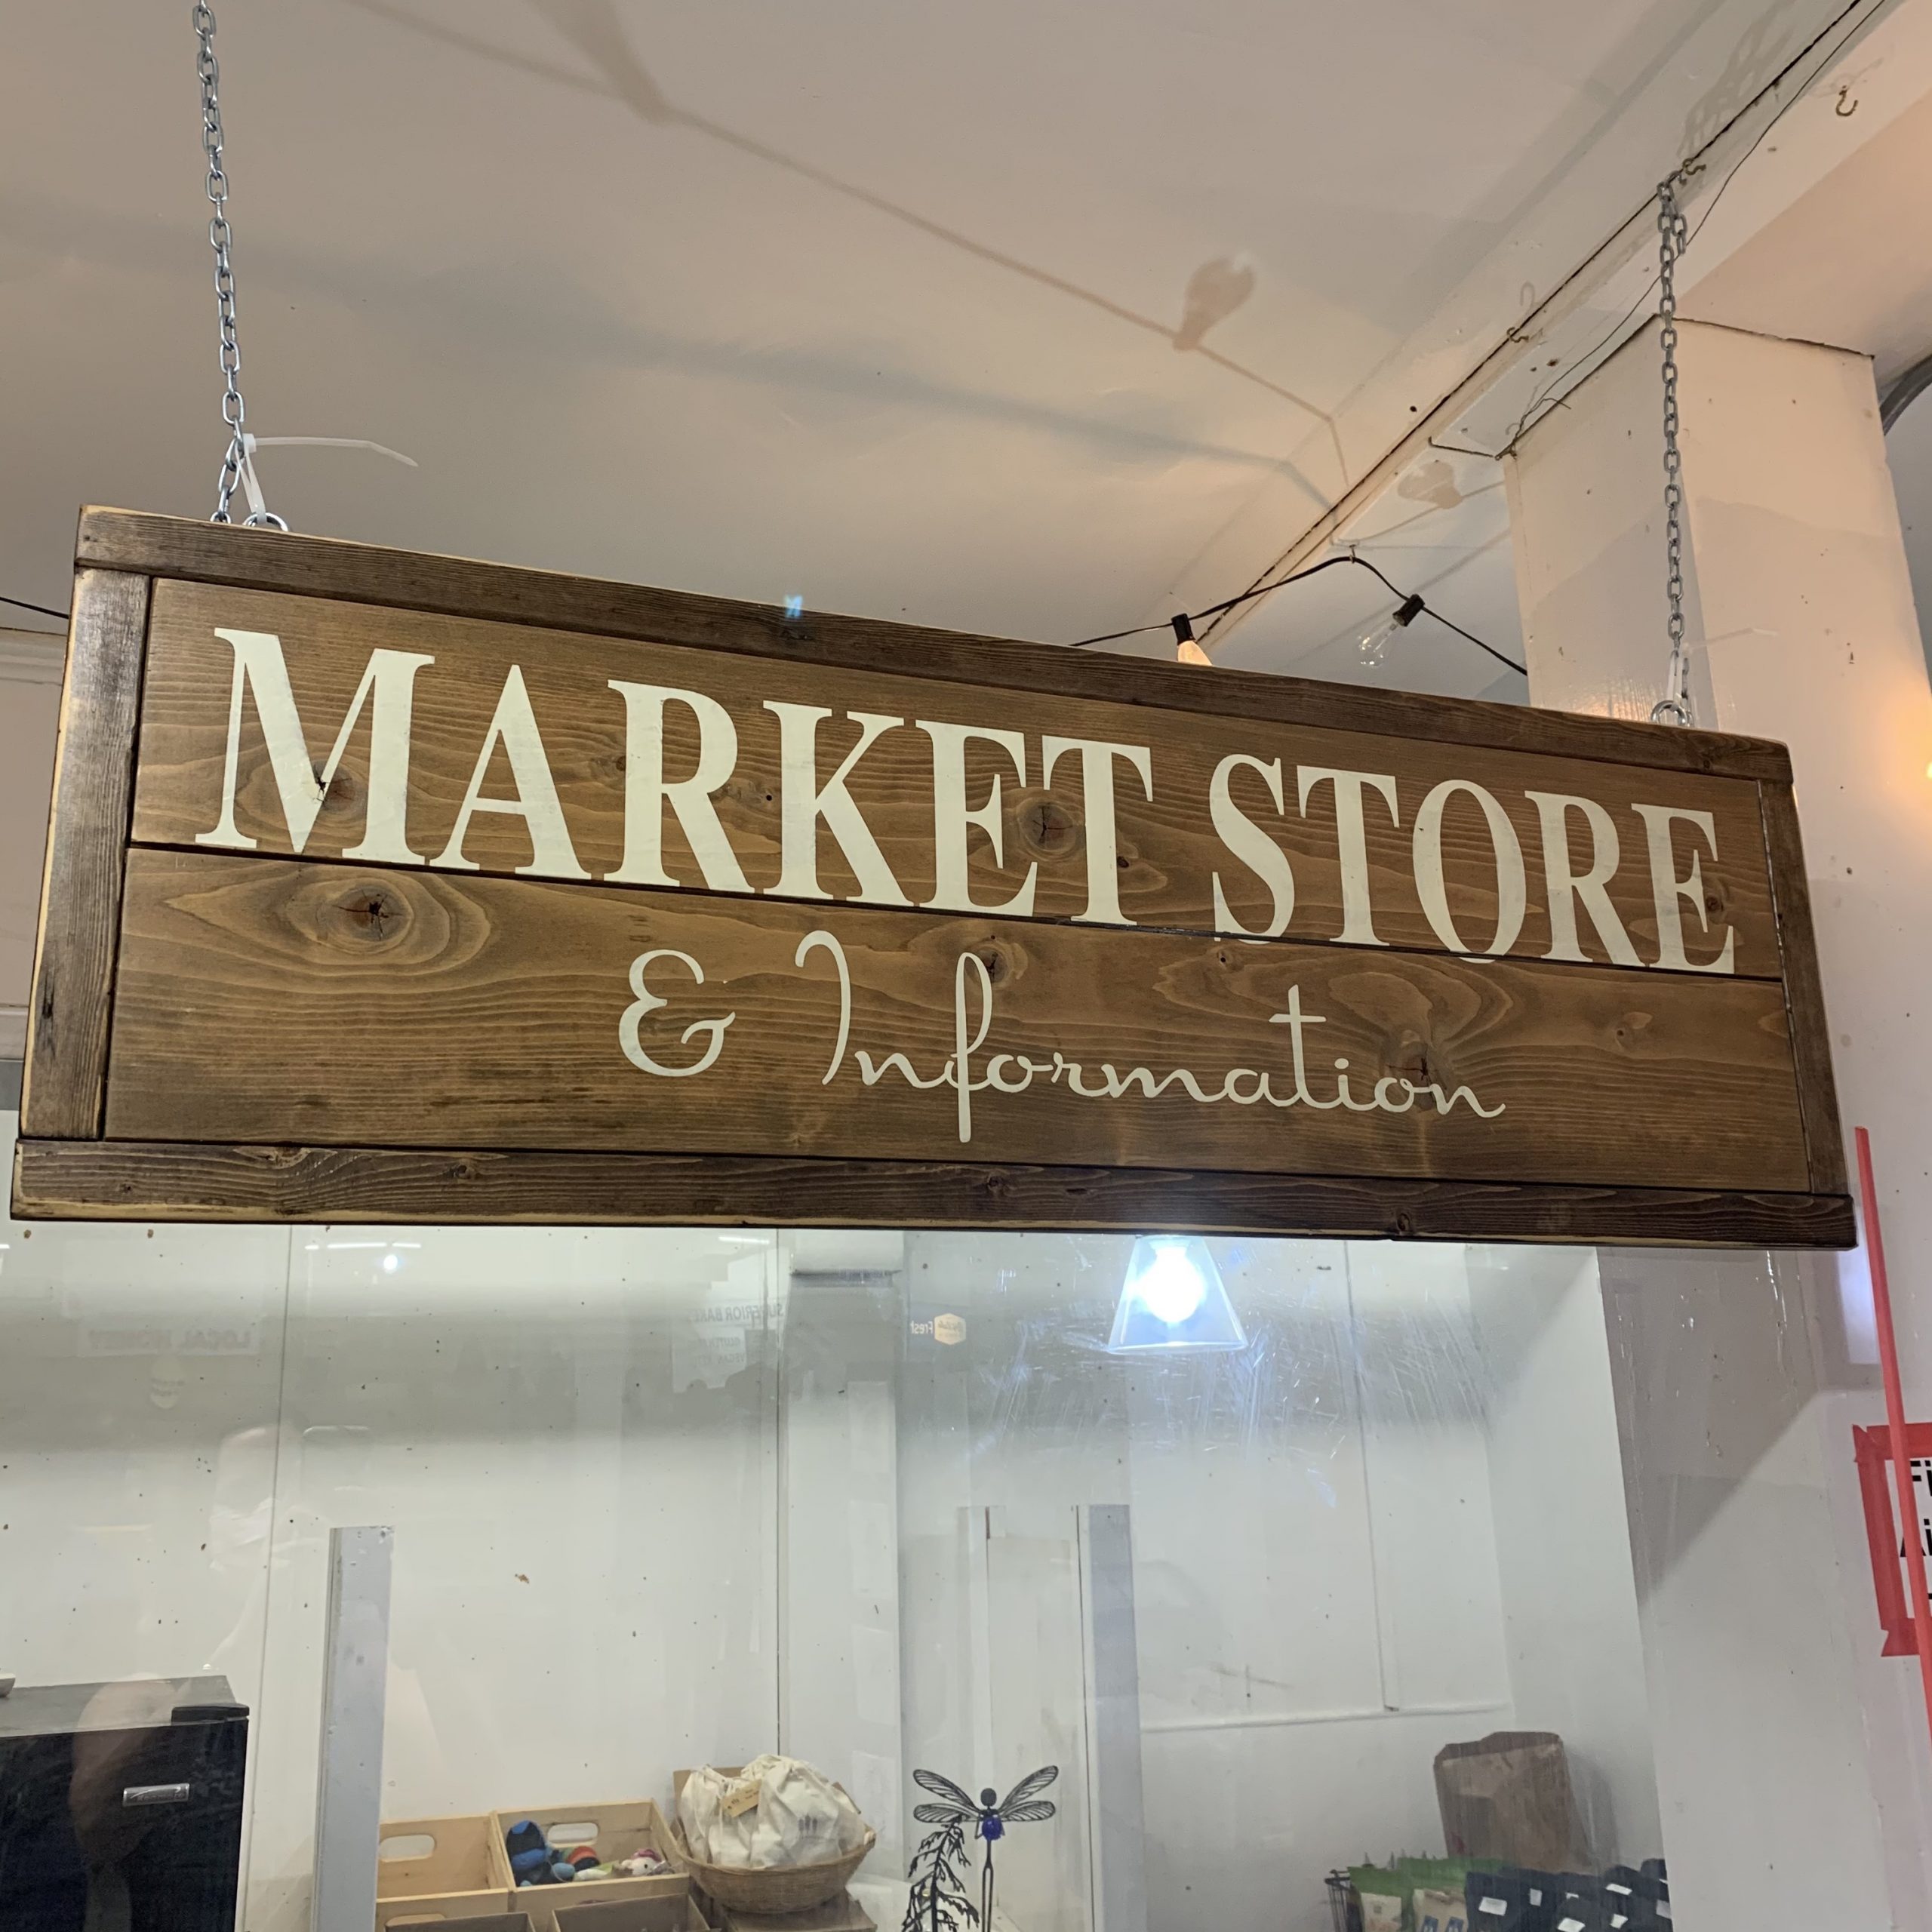 MARKET STORE
& Information